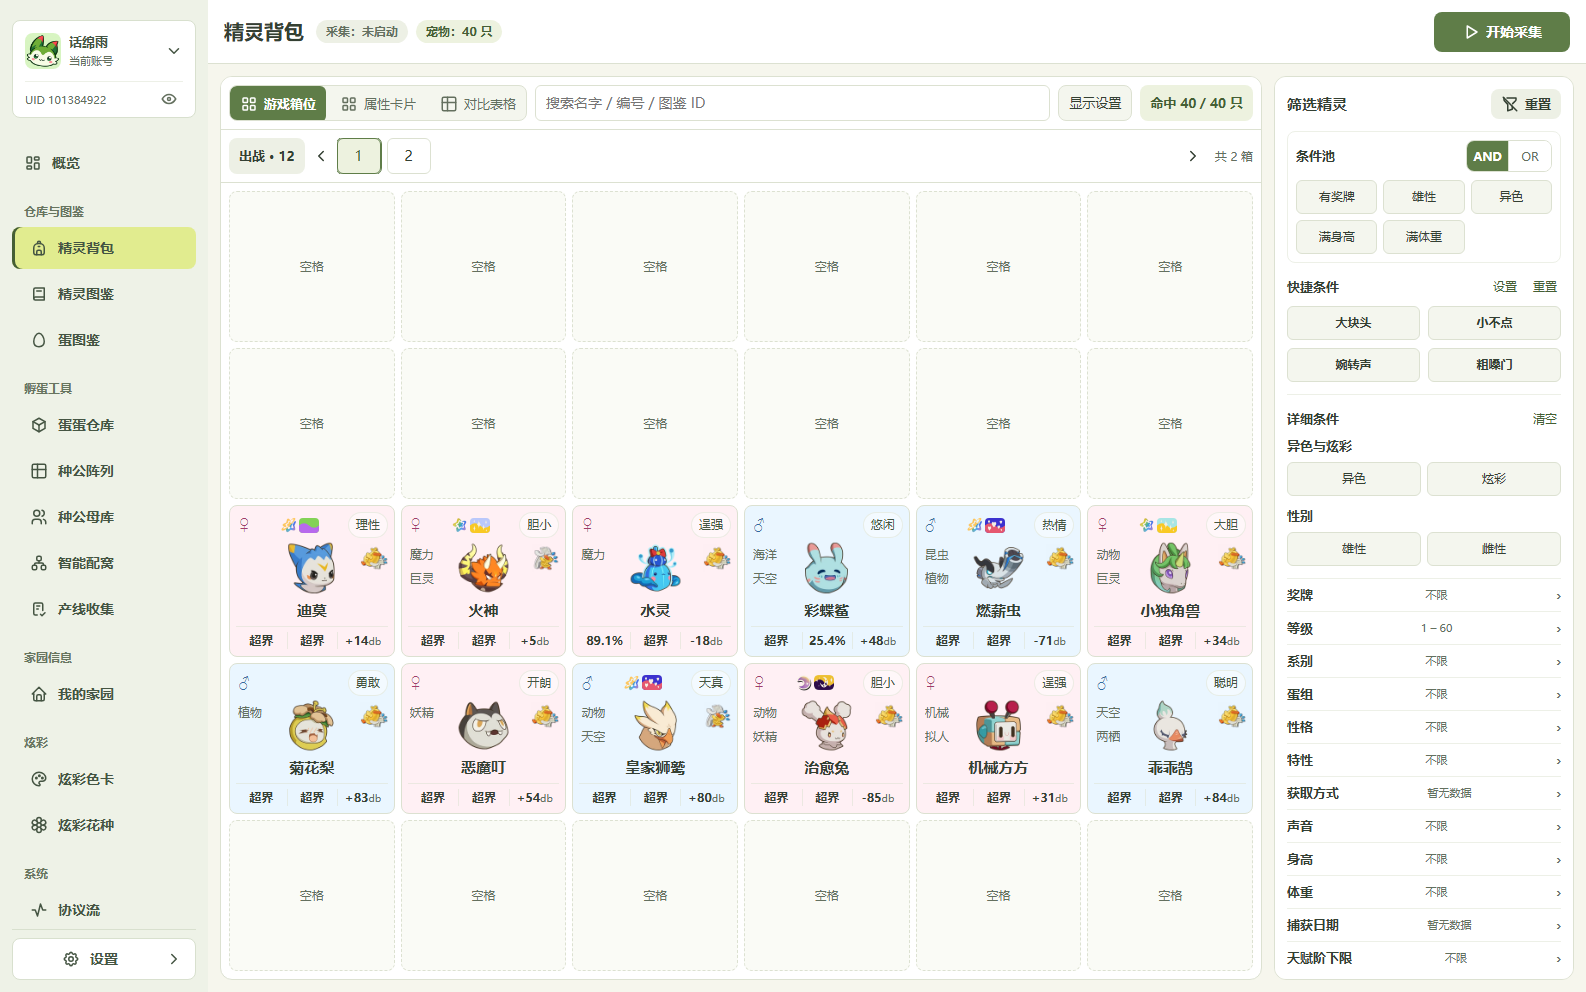 话绵雨
当前账号
UID 101384922
概览
仓库与图鉴
精灵背包
精灵图鉴
蛋图鉴
孵蛋工具
蛋蛋仓库
种公阵列
种公母库
智能配窝
产线收集
家园信息
我的家园
炫彩
炫彩色卡
炫彩花种
系统
协议流
设置
精灵背包 采集：未启动 宠物：40 只
开始采集
游戏箱位 属性卡片 对比表格 搜索名字 / 编号 / 图鉴 ID 显示设置 命中 40 / 40 只
出战 • 12 1 2 共 2 箱
空格 空格 空格 空格 空格 空格
空格 空格 空格 空格 空格 空格
理性
迪莫
超界 超界 +14db
胆小
魔力
巨灵
火神
超界 超界 +5db
逞强
魔力
水灵
89.1% 超界 -18db
悠闲
海洋
天空
彩蝶鲨
超界 25.4% +48db
热情
昆虫
植物
燃薪虫
超界 超界 -71db
大胆
动物
巨灵
小独角兽
超界 超界 +34db
勇敢
植物
菊花梨
超界 超界 +83db
开朗
妖精
恶魔叮
超界 超界 +54db
天真
动物
天空
皇家狮鹫
超界 超界 +80db
胆小
动物
妖精
治愈兔
超界 超界 -85db
逞强
机械
拟人
机械方方
超界 超界 +31db
聪明
天空
两栖
乖乖鹄
超界 超界 +84db
空格 空格 空格 空格 空格 空格
筛选精灵 重置
条件池 AND OR
有奖牌 雄性 异色
满身高 满体重
快捷条件 设置 重置
大块头 小不点
婉转声 粗嗓门
详细条件 清空
异色与炫彩
异色 炫彩
性别
雄性 雌性
奖牌 不限
等级 1 – 60
系别 不限
蛋组 不限
性格 不限
特性 不限
获取方式 暂无数据
声音 不限
身高 不限
体重 不限
捕获日期 暂无数据
天赋阶下限 不限